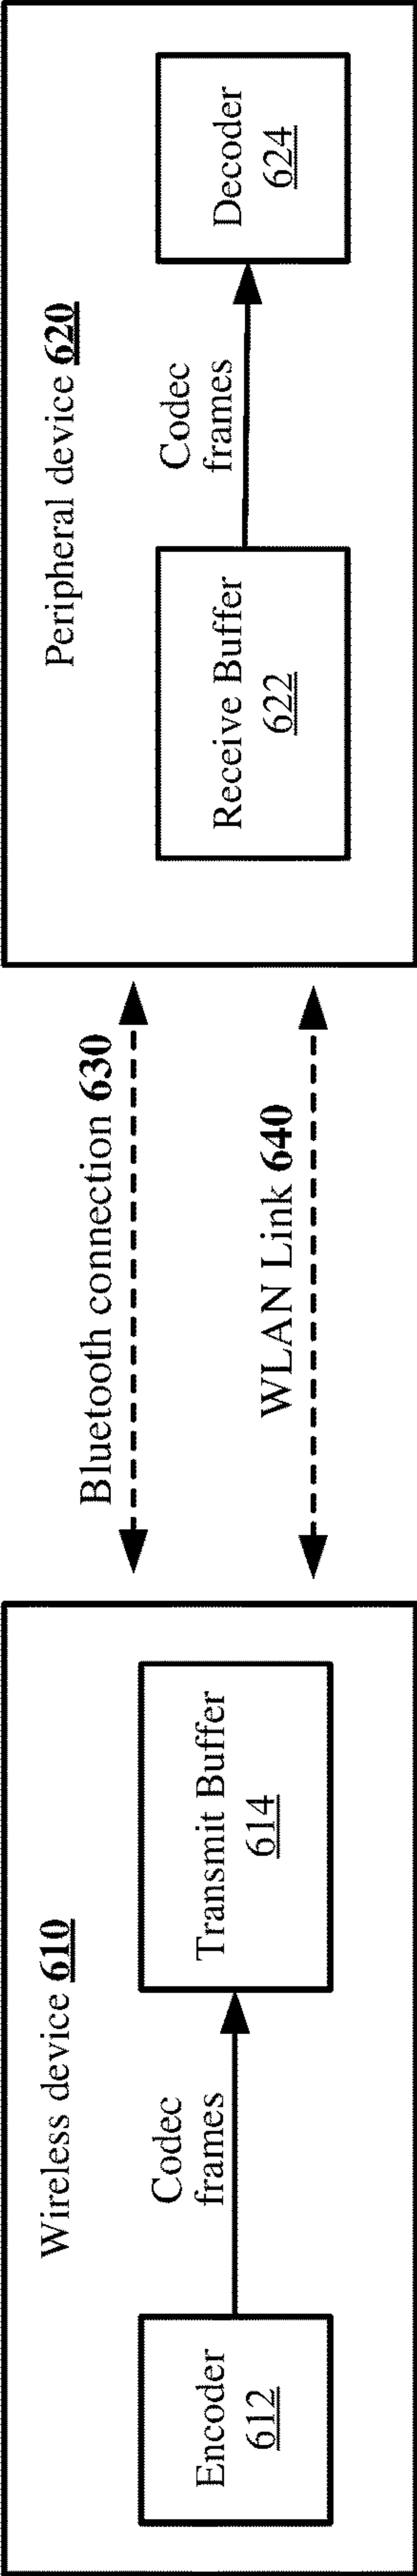 Wireless device 610
Encoder
612
Codec
frames
Transmit Buffer
614
Bluetooth connection 630
WLAN Link 640
Peripheral device 620
Receive Buffer
622
Codec
frames
Decoder
624